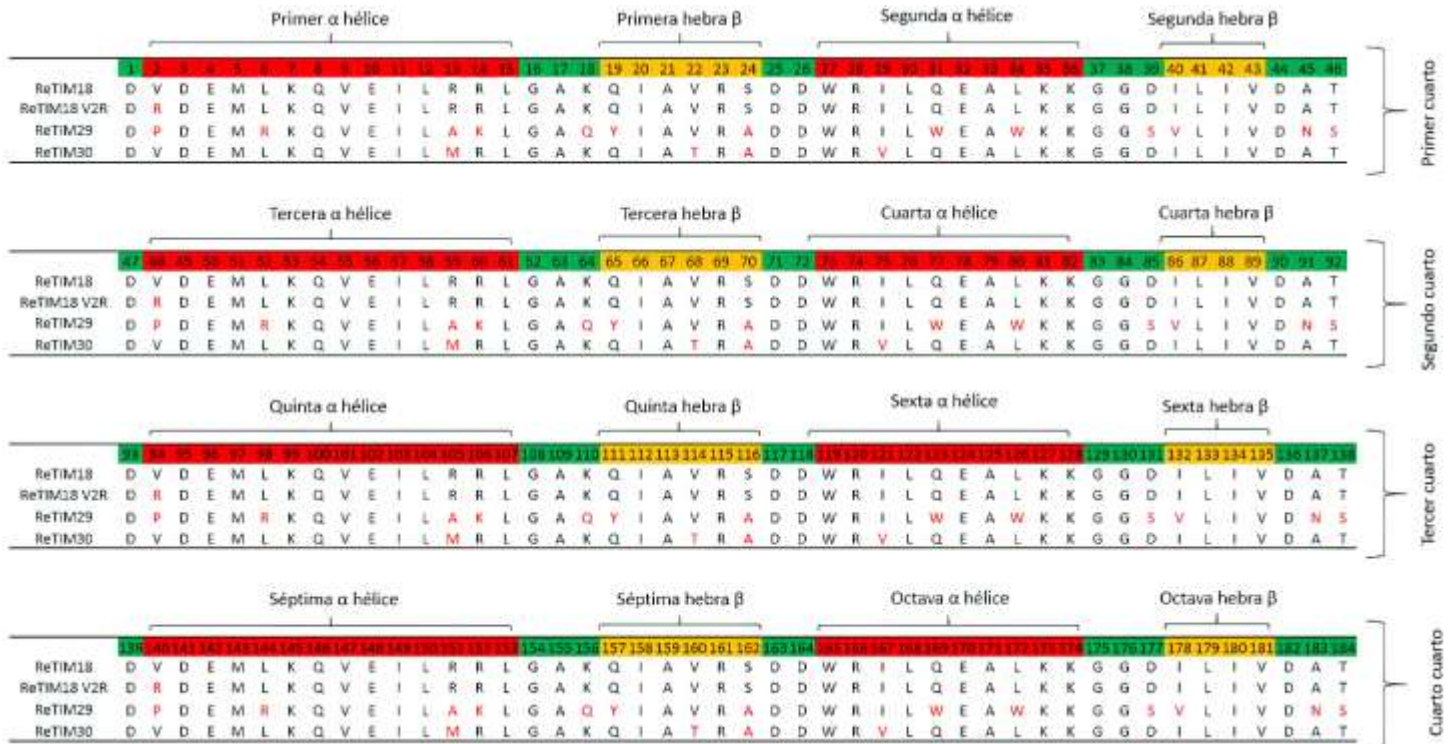 Primer α hélice Primera hebra β Segunda α hélice Segunda hebra β
1 2 3 4 5 6 7 8 9 10 11 12 13 14 15 16 17 18 19 20 21 22 23 24 25 26 27 28 29 30 31 32 33 34 35 36 37 38 39 40 41 42 43 44 45 46
ReTIM18 D V D E M L K Q V E I L R R L G A K Q I A V R S D D W R I L Q E A L K K G G D I L I V D A T
ReTIM18 V2R D R D E M L K Q V E I L R R L G A K Q I A V R S D D W R I L Q E A L K K G G D I L I V D A T
ReTIM29 D P D E M R K Q V E I L A K L G A Q Y I A V R A D D W R I L W E A W K K G G S V L I V D N S
ReTIM30 D V D E M L K Q V E I L M R L G A K Q I A T R A D D W R V L Q E A L K K G G D I L I V D A T
Primer cuarto
Tercera α hélice Tercera hebra β Cuarta α hélice Cuarta hebra β
47 48 49 50 51 52 53 54 55 56 57 58 59 60 61 62 63 64 65 66 67 68 69 70 71 72 73 74 75 76 77 78 79 80 81 82 83 84 85 86 87 88 89 90 91 92
ReTIM18 D V D E M L K Q V E I L R R L G A K Q I A V R S D D W R I L Q E A L K K G G D I L I V D A T
ReTIM18 V2R D R D E M L K Q V E I L R R L G A K Q I A V R S D D W R I L Q E A L K K G G D I L I V D A T
ReTIM29 D P D E M R K Q V E I L A K L G A Q Y I A V R A D D W R I L W E A W K K G G S V L I V D N S
ReTIM30 D V D E M L K Q V E I L M R L G A K Q I A T R A D D W R V L Q E A L K K G G D I L I V D A T
Segundo cuarto
Quinta α hélice Quinta hebra β Sexta α hélice Sexta hebra β
93 94 95 96 97 98 99 100 101 102 103 104 105 106 107 108 109 110 111 112 113 114 115 116 117 118 119 120 121 122 123 124 125 126 127 128 129 130 131 132 133 134 135 136 137 138
ReTIM18 D V D E M L K Q V E I L R R L G A K Q I A V R S D D W R I L Q E A L K K G G D I L I V D A T
ReTIM18 V2R D R D E M L K Q V E I L R R L G A K Q I A V R S D D W R I L Q E A L K K G G D I L I V D A T
ReTIM29 D P D E M R K Q V E I L A K L G A Q Y I A V R A D D W R I L W E A W K K G G S V L I V D N S
ReTIM30 D V D E M L K Q V E I L M R L G A K Q I A T R A D D W R V L Q E A L K K G G D I L I V D A T
Tercer cuarto
Séptima α hélice Séptima hebra β Octava α hélice Octava hebra β
139 140 141 142 143 144 145 146 147 148 149 150 151 152 153 154 155 156 157 158 159 160 161 162 163 164 165 166 167 168 169 170 171 172 173 174 175 176 177 178 179 180 181 182 183 184
ReTIM18 D V D E M L K Q V E I L R R L G A K Q I A V R S D D W R I L Q E A L K K G G D I L I V D A T
ReTIM18 V2R D R D E M L K Q V E I L R R L G A K Q I A V R S D D W R I L Q E A L K K G G D I L I V D A T
ReTIM29 D P D E M R K Q V E I L A K L G A Q Y I A V R A D D W R I L W E A W K K G G S V L I V D N S
ReTIM30 D V D E M L K Q V E I L M R L G A K Q I A T R A D D W R V L Q E A L K K G G D I L I V D A T
Cuarto cuarto